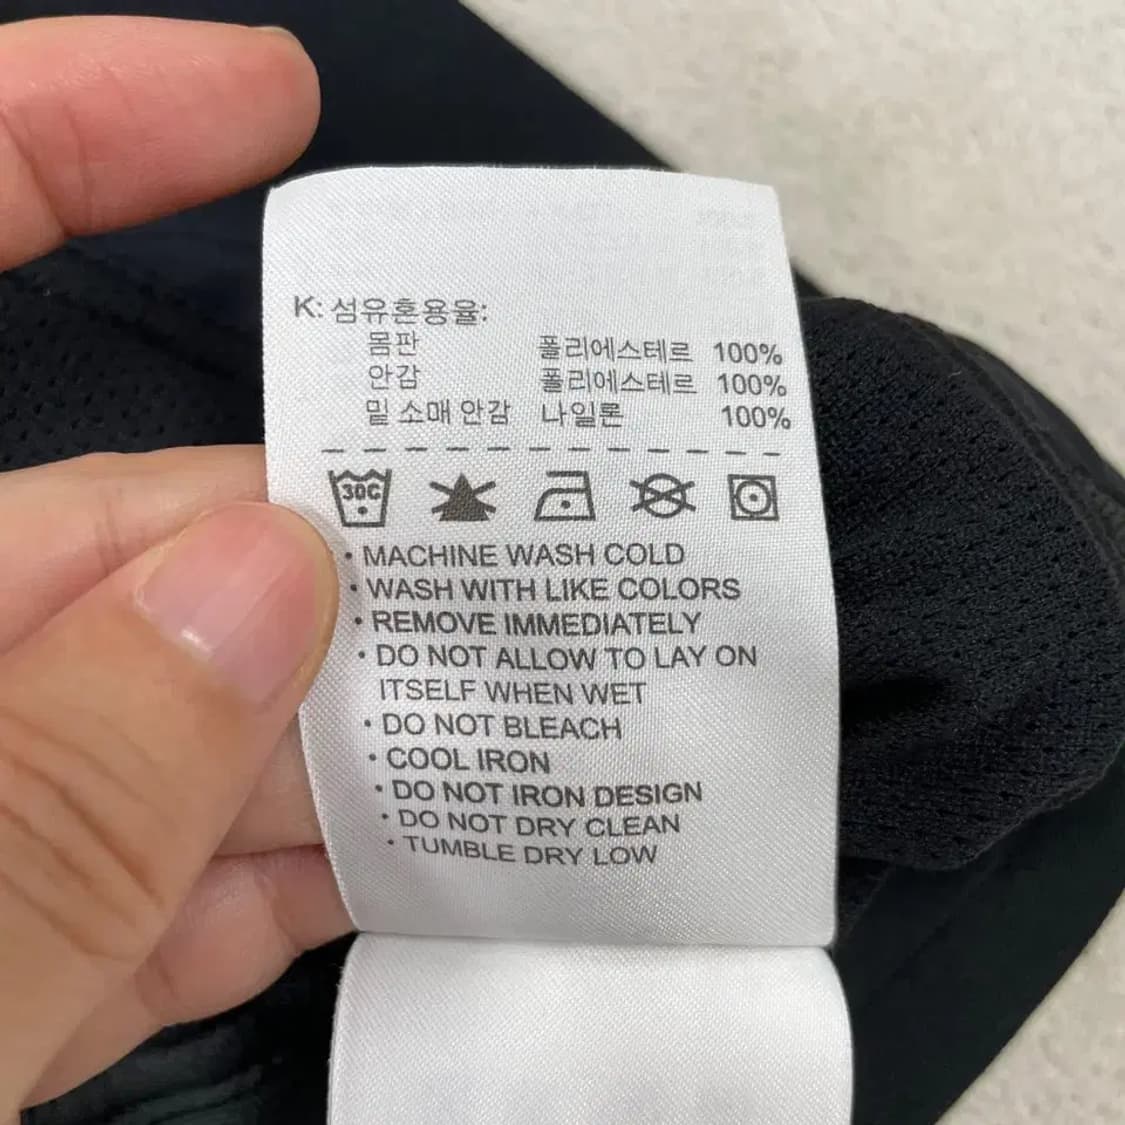 K: 섬유혼용율:
몸판 폴리에스테르 100%
안감 폴리에스테르 100%
밑 소매 안감 나일론 100%
30C
• MACHINE WASH COLD
• WASH WITH LIKE COLORS
• REMOVE IMMEDIATELY
• DO NOT ALLOW TO LAY ON
ITSELF WHEN WET
• DO NOT BLEACH
• COOL IRON
• DO NOT IRON DESIGN
• DO NOT DRY CLEAN
• TUMBLE DRY LOW